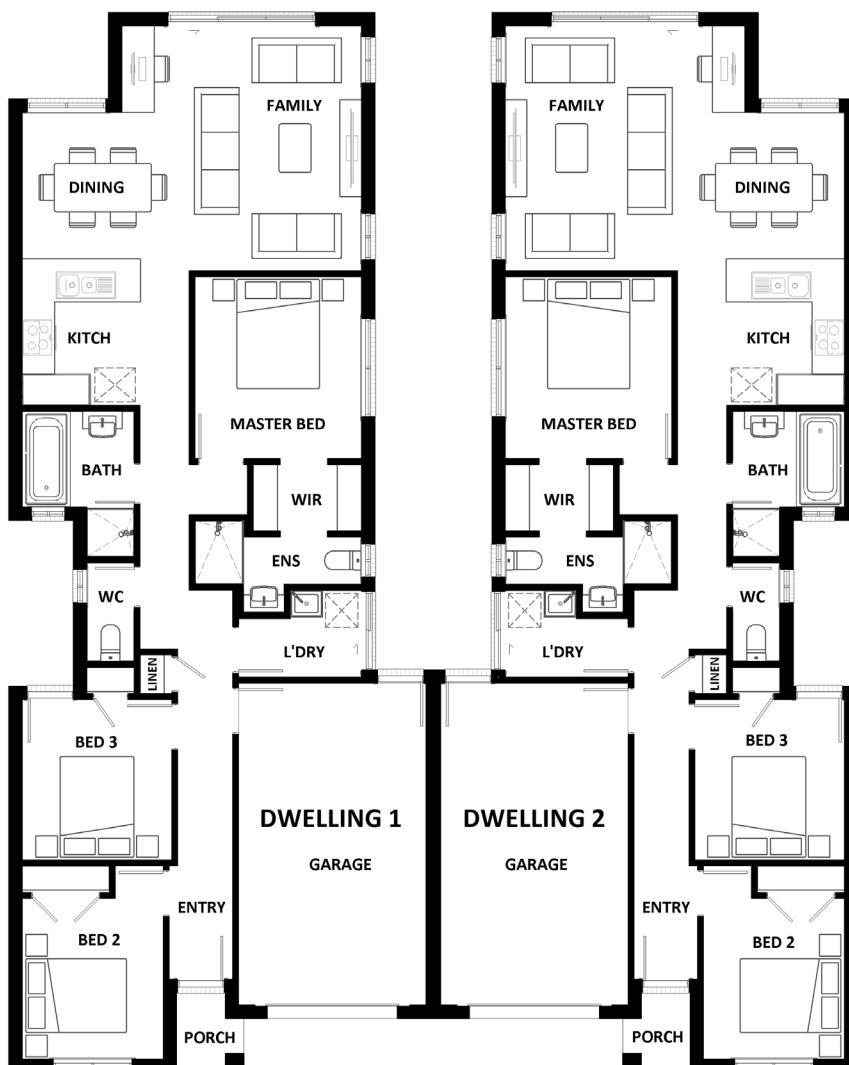 FAMILY
FAMILY
DINING
DINING
KITCH
KITCH
MASTER BED
MASTER BED
BATH
BATH
WIR
WIR
ENS
ENS
WC
WC
L'DRY
L'DRY
LINEN
LINEN
BED 3
BED 3
DWELLING 1
DWELLING 2
GARAGE
GARAGE
ENTRY
ENTRY
BED 2
BED 2
PORCH
PORCH